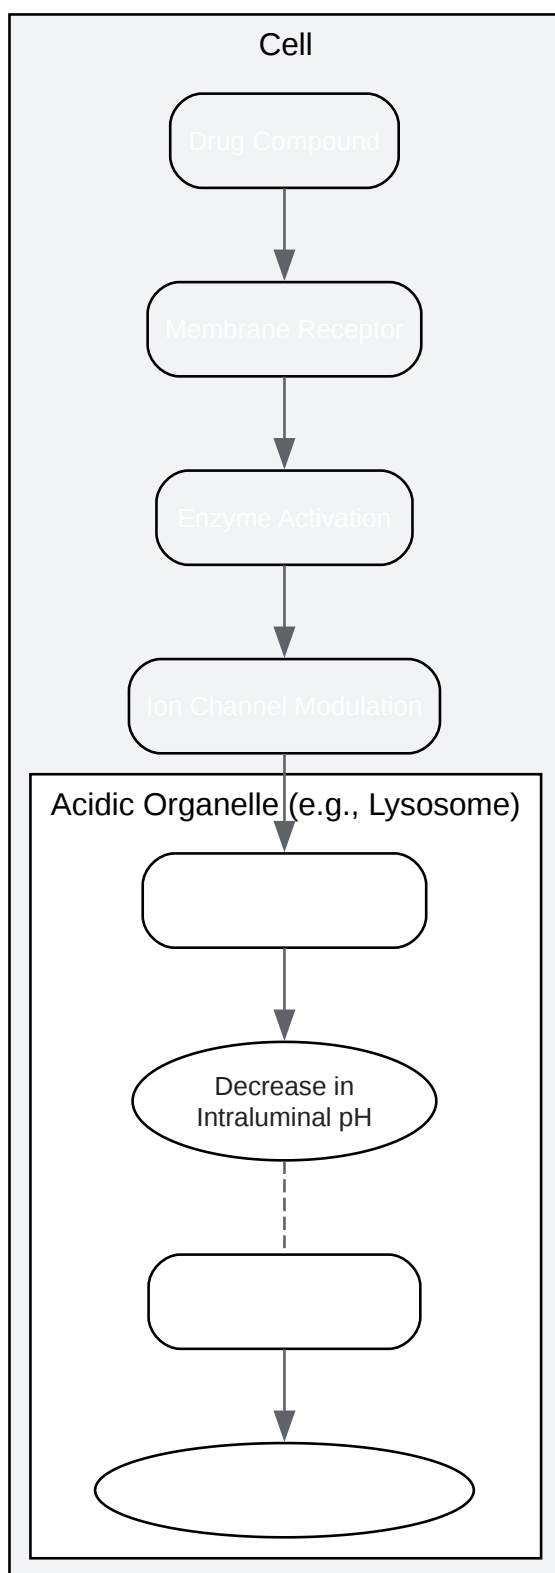 Cell
Drug Compound
Membrane Receptor
Enzyme Activation
Ion Channel Modulation
Acidic Organelle (e.g., Lysosome)
Decrease in
Intraluminal pH